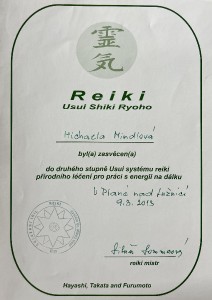 靈
気
Reiki
Usui Shiki Ryoho
Michaela Mindlová
byl(a) zasvěcen(a)
do druhého stupně Usui systému reiki
přírodního léčení pro práci s energií na dálku
V Plané nad Lužnicí
9.3.2013
reiki mistr
Hayashi, Takata and Furumoto